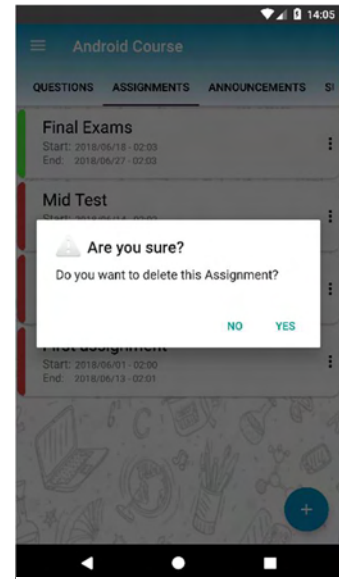 14:05
Android Course
QUESTIONS ASSIGNMENTS ANNOUNCEMENTS
Final Exams
Start: 2018/06/18 - 02:03
End: 2018/06/27 - 02:03
Mid Test
Are you sure?
Do you want to delete this Assignment?
NO YES
First assignment
Start: 2018/06/01 - 02:00
End: 2018/06/13 - 02:01